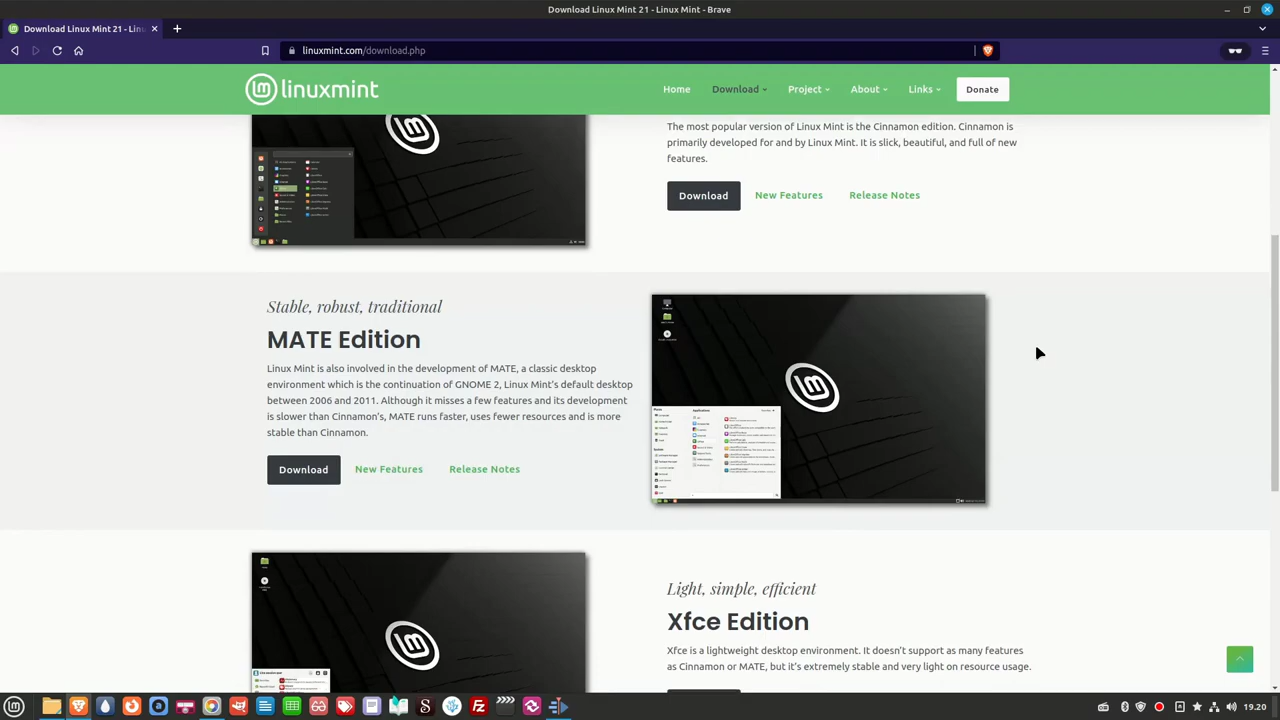 Download Linux Mint 21 - Linux Mint - Brave
Download Linux Mint 21 - Lin
linuxmint.com/download.php
linuxmint
Home
Download
Project
About
Links
Donate
The most popular version of Linux Mint is the Cinnamon edition. Cinnamon is
primarily developed for and by Linux Mint. It is slick, beautiful, and full of new
features.
Download
New Features
Release Notes
Stable, robust, traditional
MATE Edition
Linux Mint is also involved in the development of MATE, a classic desktop
environment which is the continuation of GNOME 2, Linux Mint's default desktop
between 2006 and 2011. Although it misses a few features and its development
is slower than Cinnamon's, MATE runs faster, uses fewer resources and is more
stable than Cinnamon.
Download
New Features
Release Notes
Light, simple, efficient
Xfce Edition
Xfce is a lightweight desktop environment. It doesn't support as many features
as Cinnamon or MATE, but it's extremely stable and very light on resource usage.
19.20